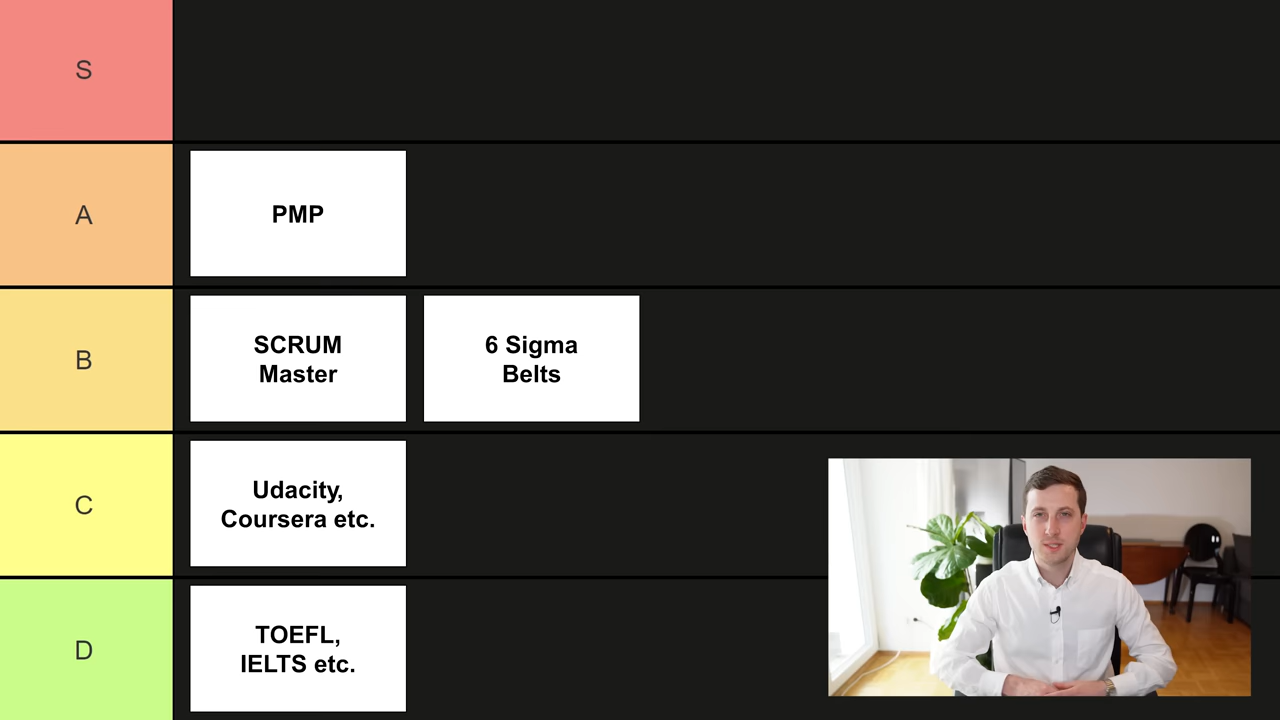 S
A
PMP
B
SCRUM
Master
6 Sigma
Belts
C
Udacity,
Coursera etc.
D
TOEFL,
IELTS etc.